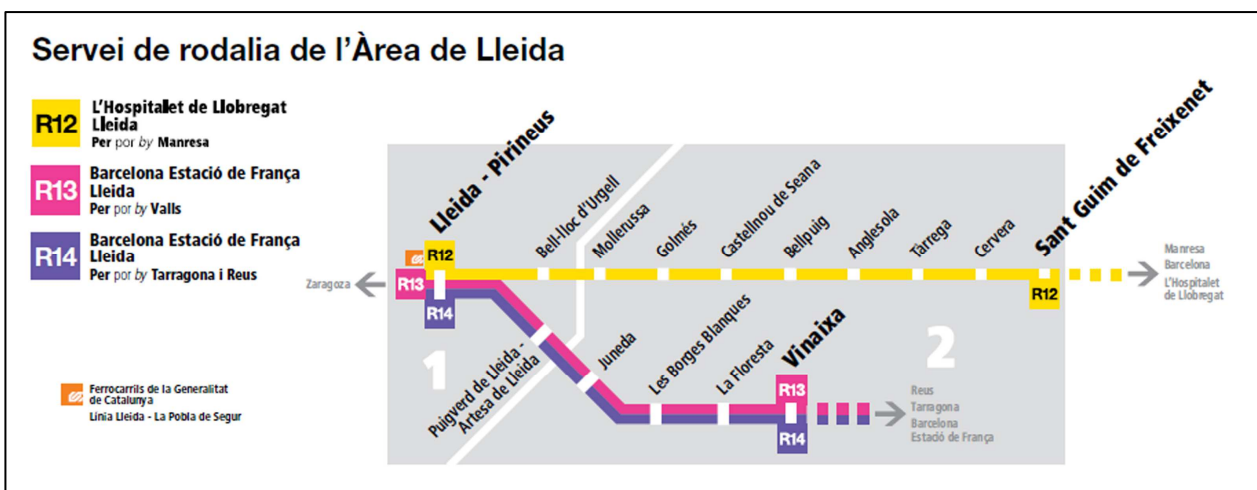 Servei de rodalia de l'Àrea de Lleida
R12
L'Hospitalet de Llobregat
Lleida
Per por by Manresa
R13
Barcelona Estació de França
Lleida
Per por by Valls
R14
Barcelona Estació de França
Lleida
Per por by Tarragona i Reus
Ferrocarrils de la Generalitat
de Catalunya
Línia Lleida - La Pobla de Segur
Zaragoza
Lleida - Pirineus
R12
R13
R14
Bell-lloc d'Urgell
Mollerussa
Golmés
Castellnou de Seana
Bellpuig
Anglesola
Tàrrega
Cervera
Sant Guim de Freixenet
R12
Manresa
Barcelona
L'Hospitalet
de Llobregat
1
Puigverd de Lleida -
Artesa de Lleida
Juneda
Les Borges Blanques
La Floresta
Vinaixa
R13
R14
2
Reus
Tarragona
Barcelona
Estació de França